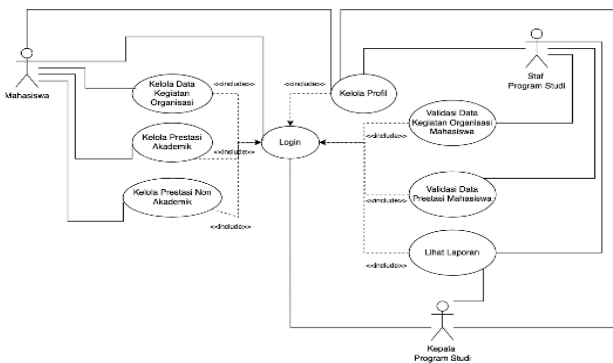 Mahasiswa
Kelola Data
Kegiatan
Organisasi
<<include>>
Kelola Prestasi
Akademik
<<include>>
Kelola Prestasi Non
Akademik
<<include>>
Login
<<include>>
Kelola Profil
Staf
Program Studi
Validasi Data
Kegiatan Organisasi
Mahasiswa
<<include>>
Validasi Data
Prestasi Mahasiswa
<<include>>
Lihat Laporan
<<include>>
Kepala
Program Studi